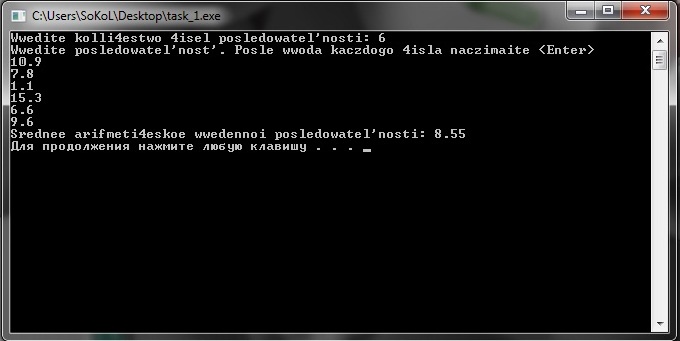 C:\Users\SoKoL\Desktop\task_1.exe
Wwedite kolli4estwo 4isel posledowatel'nosti: 6
Wwedite posledowatel'nost'. Posle wwoda kaczdogo 4isla naczimaite <Enter>
10.9
7.8
1.1
15.3
6.6
9.6
Srednee arifmeti4eskoe wwedennoi posledowatel'nosti: 8.55
Для продолжения нажмите любую клавишу . . . _